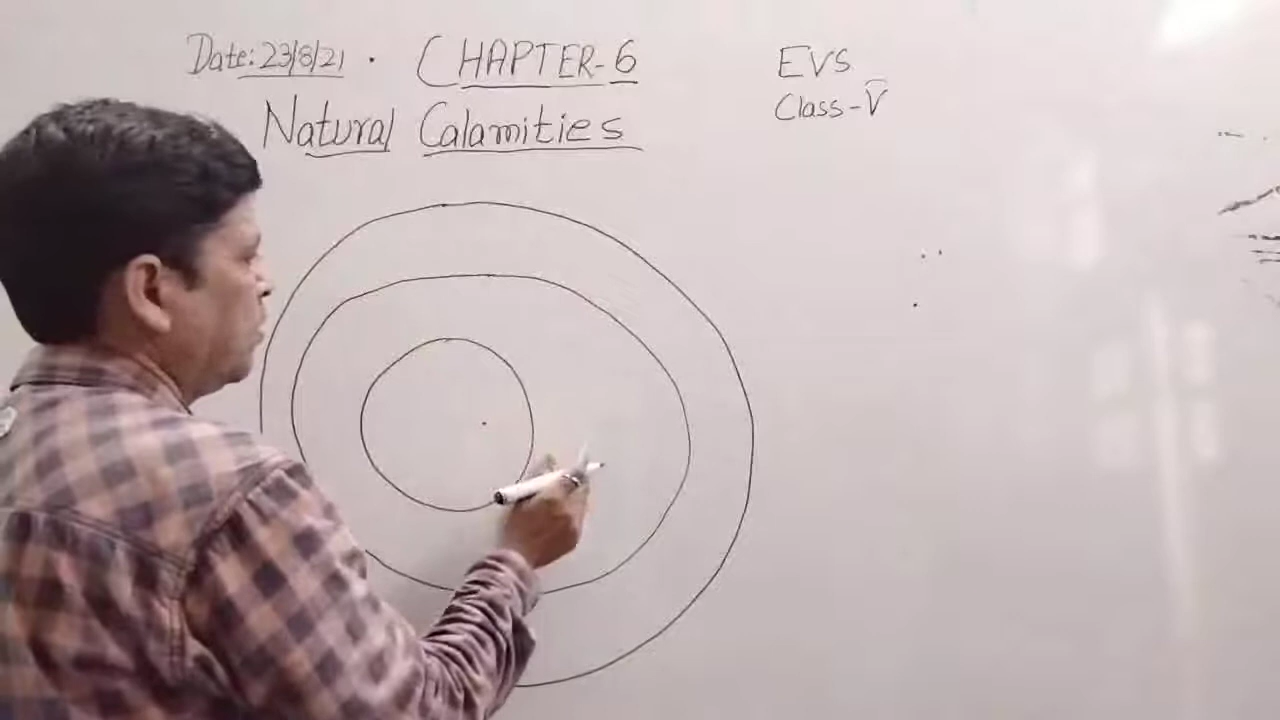 Date: 23/8/21 . CHAPTER-6
Natural Calamities
EVS
Class-V